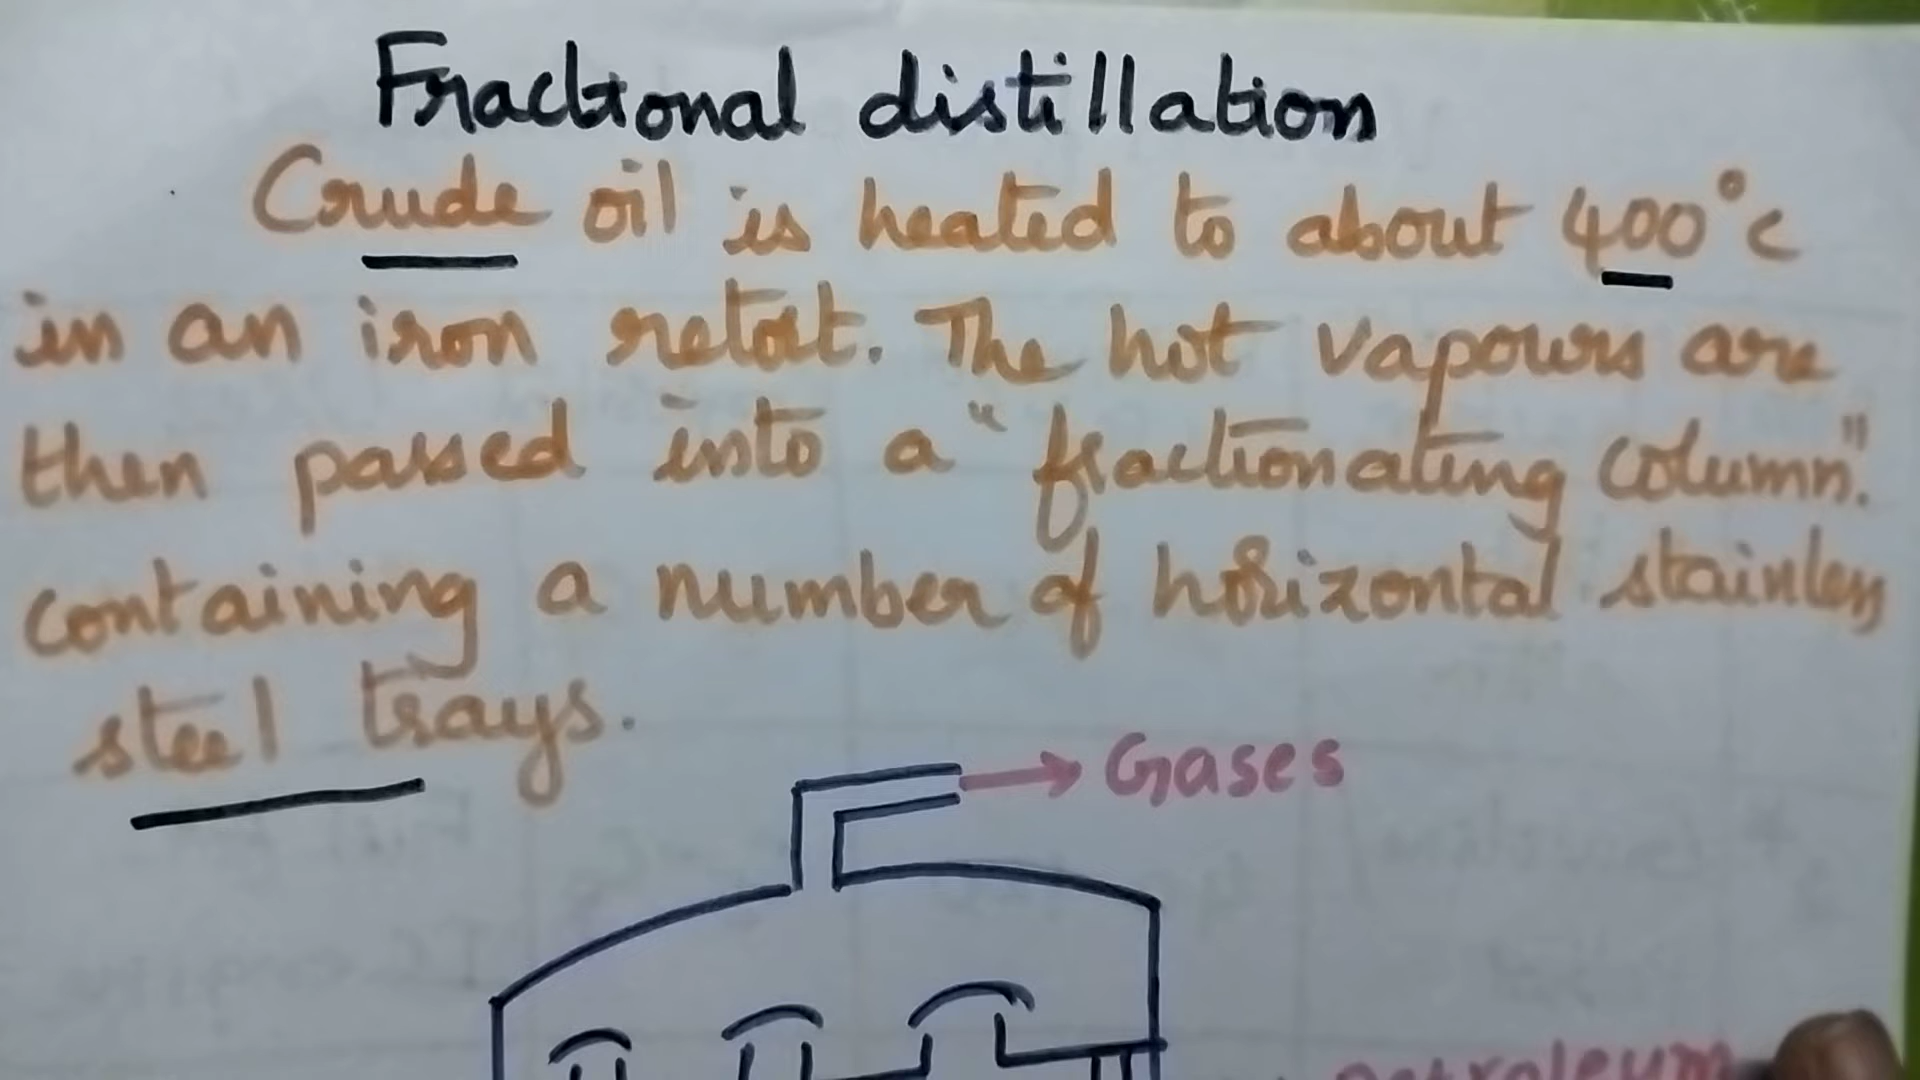 Fractional distillation
Crude oil is heated to about 400°c
in an iron retort. The hot vapours are
then passed into a "fractionating column".
containing a number of horizontal stainless
steel trays.
Gases
petroleum